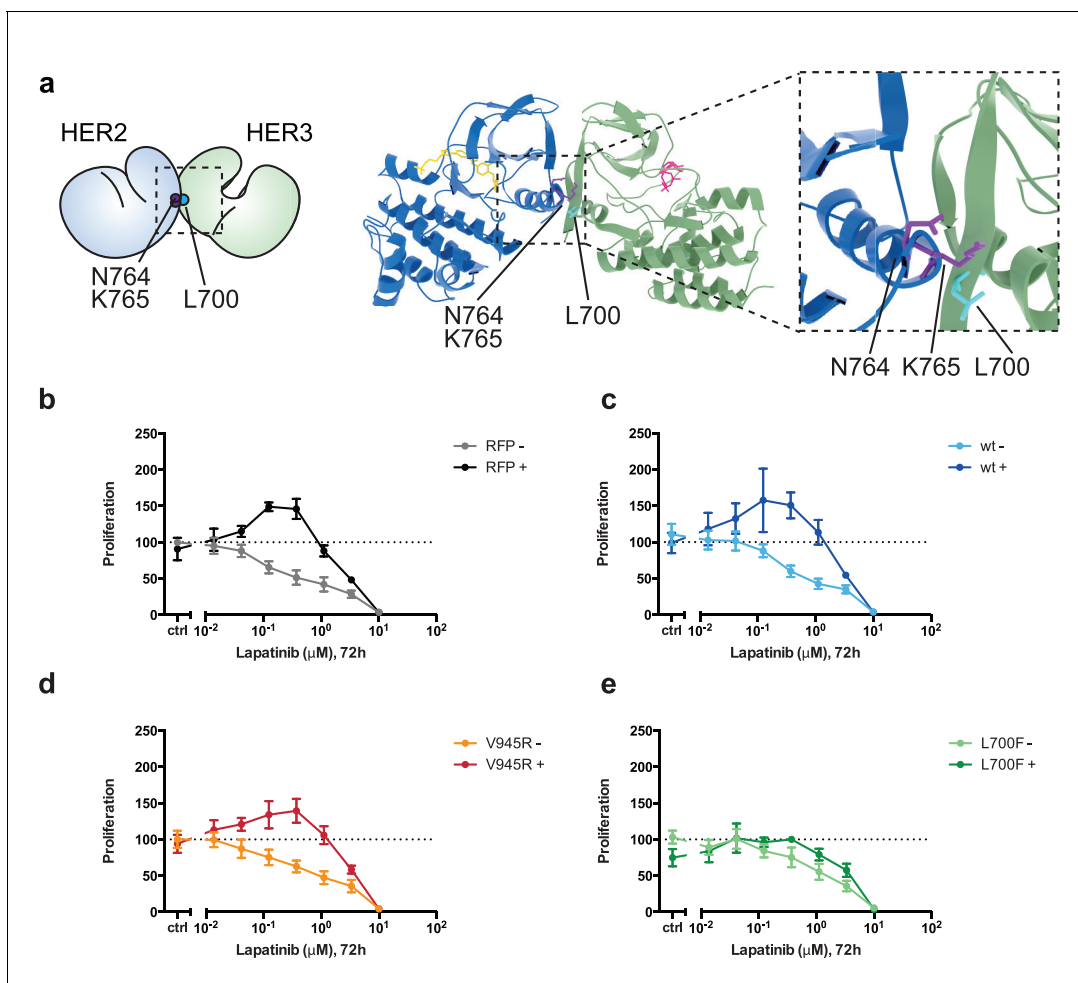 a
HER2
HER3
N764
K765
L700
N764
K765
L700
N764 K765 L700
b
250
200
150
100
50
0
Proliferation
ctrl 10-2 10-1 100 101 102
Lapatinib (μM), 72h
RFP -
RFP +
c
250
200
150
100
50
0
Proliferation
ctrl 10-2 10-1 100 101 102
Lapatinib (μM), 72h
wt -
wt +
d
250
200
150
100
50
0
Proliferation
ctrl 10-2 10-1 100 101 102
Lapatinib (μM), 72h
V945R -
V945R +
e
250
200
150
100
50
0
Proliferation
ctrl 10-2 10-1 100 101 102
Lapatinib (μM), 72h
L700F -
L700F +